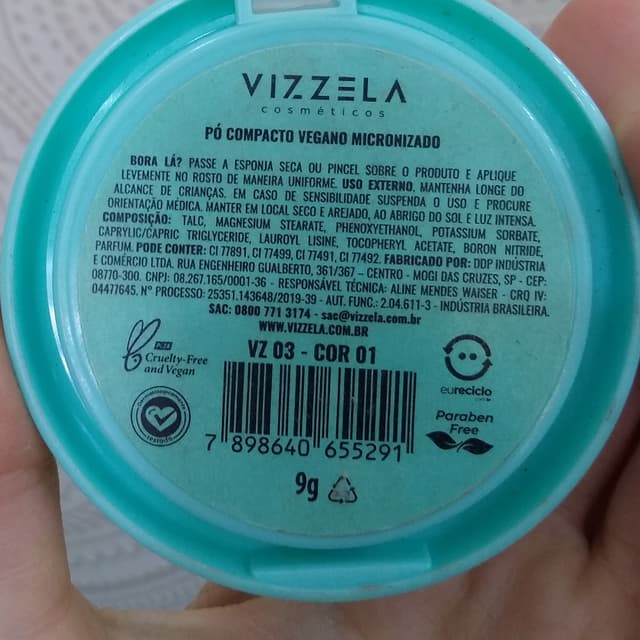 VIZZELA
cosméticos
PÓ COMPACTO VEGANO MICRONIZADO
BORA LÁ? PASSE A ESPONJA SECA OU PINCEL SOBRE O PRODUTO E APLIQUE
LEVEMENTE NO ROSTO DE MANEIRA UNIFORME. USO EXTERNO. MANTENHA LONGE DO
ALCANCE DE CRIANÇAS. EM CASO DE SENSIBILIDADE SUSPENDA O USO E PROCURE
ORIENTAÇÃO MÉDICA. MANTER EM LOCAL SECO E AREJADO, AO ABRIGO DO SOL E LUZ INTENSA.
COMPOSIÇÃO: TALC, MAGNESIUM STEARATE, PHENOXYETHANOL, POTASSIUM SORBATE,
CAPRYLIC/CAPRIC TRIGLYCERIDE, LAUROYL LISINE, TOCOPHERYL ACETATE, BORON NITRIDE,
PARFUM. PODE CONTER: CI 77891, CI 77499, CI 77491, CI 77492. FABRICADO POR: DDP INDÚSTRIA
E COMÉRCIO LTDA. RUA ENGENHEIRO GUALBERTO, 361/367 – CENTRO - MOGI DAS CRUZES, SP - CEP:
08770-300. CNPJ: 08.267.165/0001-36 - RESPONSÁVEL TÉCNICA: ALINE MENDES WAISER - CRQ IV:
04477645. Nº PROCESSO: 25351.143648/2019-39 - AUT. FUNC.: 2.04.611-3 - INDÚSTRIA BRASILEIRA.
SAC: 0800 771 3174 - sac@vizzela.com.br
WWW.VIZZELA.COM.BR
PETA
Cruelty-Free
and Vegan
VZ 03 - COR 01
eureciclo
.com.br
Paraben
Free
testado
7 898640 655291
9g